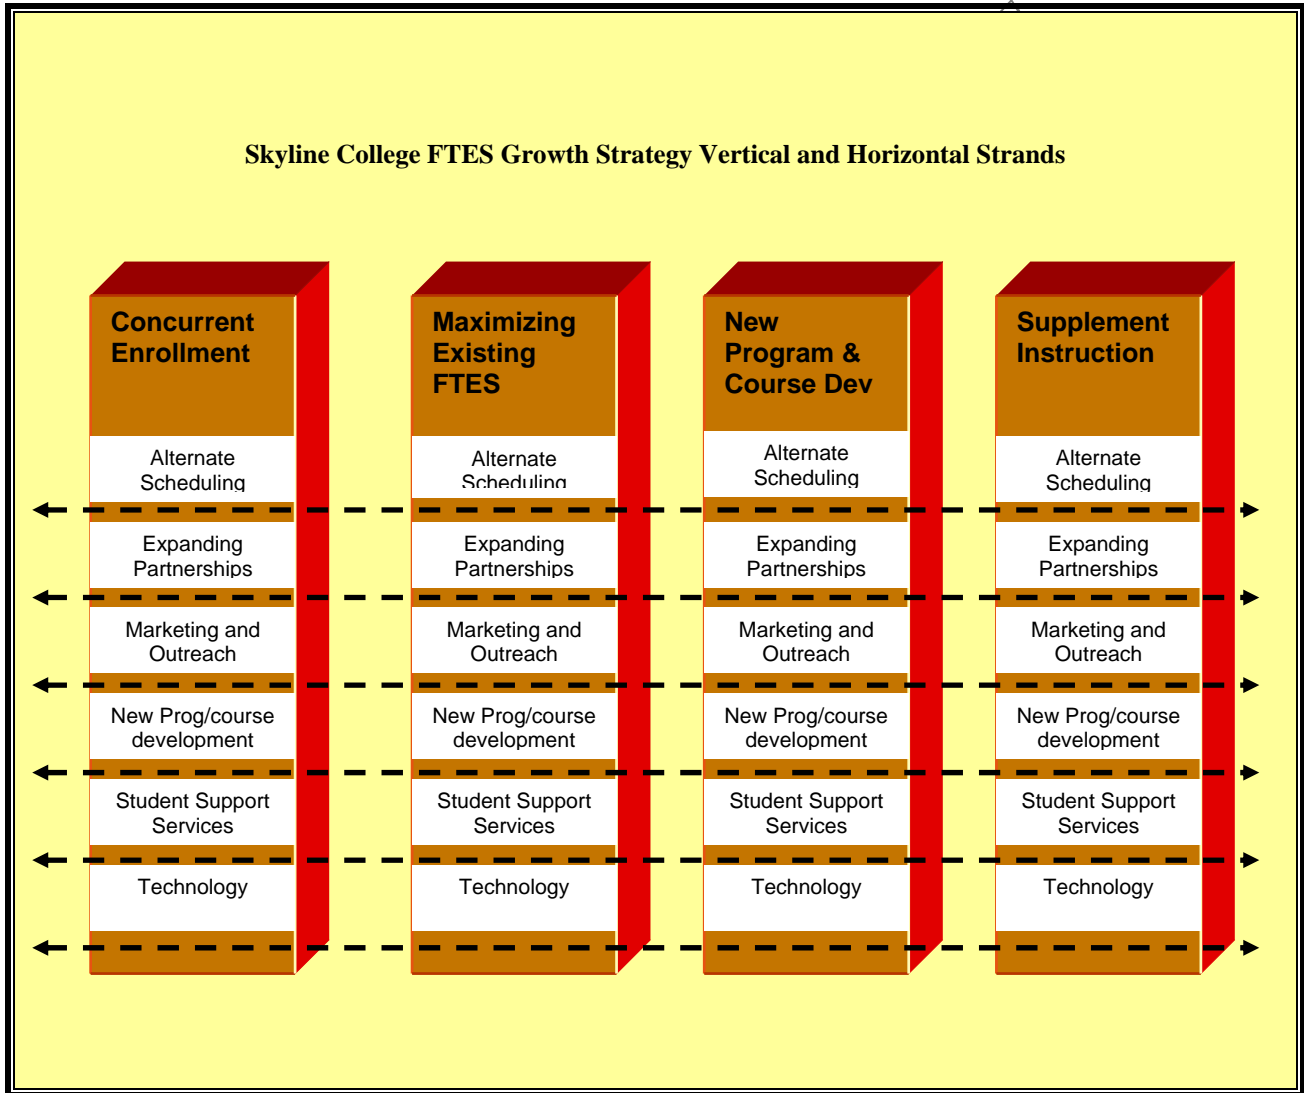 Skyline College FTES Growth Strategy Vertical and Horizontal Strands
Concurrent
Enrollment
Alternate
Scheduling
Expanding
Partnerships
Marketing and
Outreach
New Prog/course
development
Student Support
Services
Technology
Maximizing
Existing
FTES
Alternate
Scheduling
Expanding
Partnerships
Marketing and
Outreach
New Prog/course
development
Student Support
Services
Technology
New
Program &
Course Dev
Alternate
Scheduling
Expanding
Partnerships
Marketing and
Outreach
New Prog/course
development
Student Support
Services
Technology
Supplement
Instruction
Alternate
Scheduling
Expanding
Partnerships
Marketing and
Outreach
New Prog/course
development
Student Support
Services
Technology